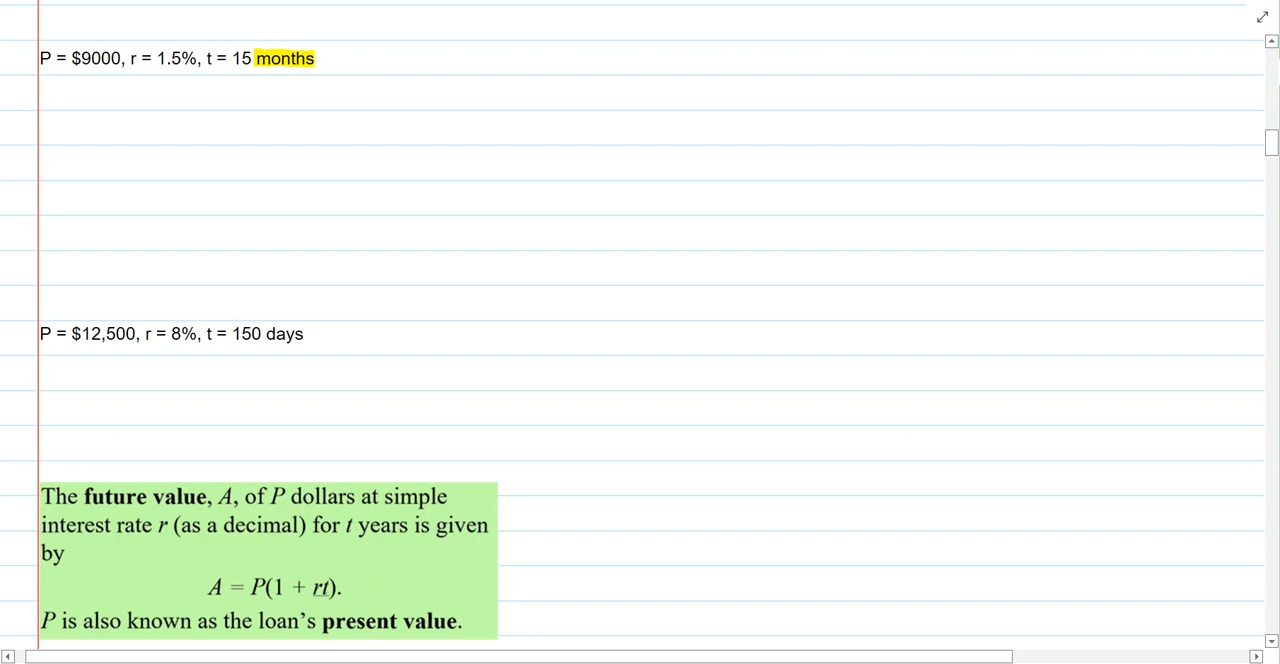 P = $9000, r = 1.5%, t = 15 months
P = $12,500, r = 8%, t = 150 days
The future value, A, of P dollars at simple
interest rate r (as a decimal) for t years is given
by
A = P(1 + rt).
P is also known as the loan’s present value.